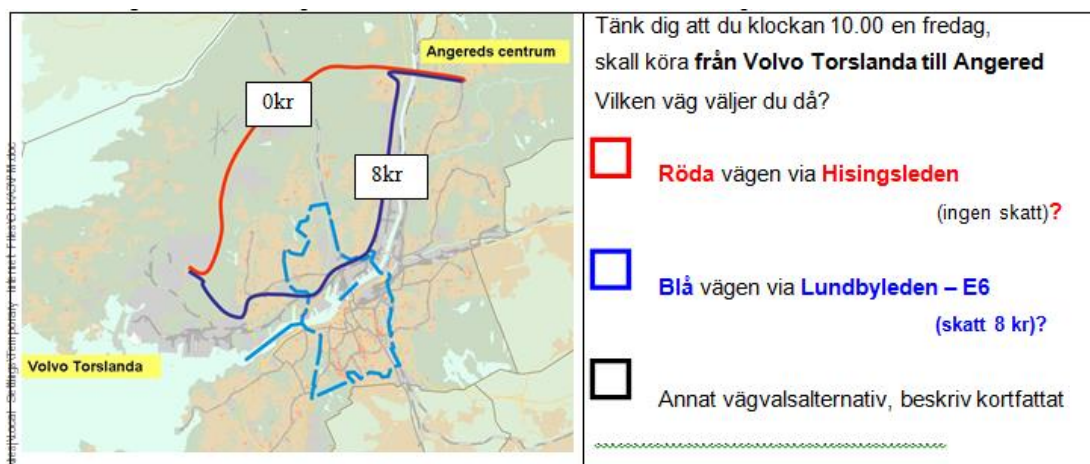 Angereds centrum
0kr
8kr
Volvo Torslanda
Tänk dig att du klockan 10.00 en fredag,
skall köra från Volvo Torslanda till Angered
Vilken väg väljer du då?
Röda vägen via Hisingsleden
(ingen skatt)?
Blå vägen via Lundbyleden – E6
(skatt 8 kr)?
Annat vägvalsalternativ, beskriv kortfattat